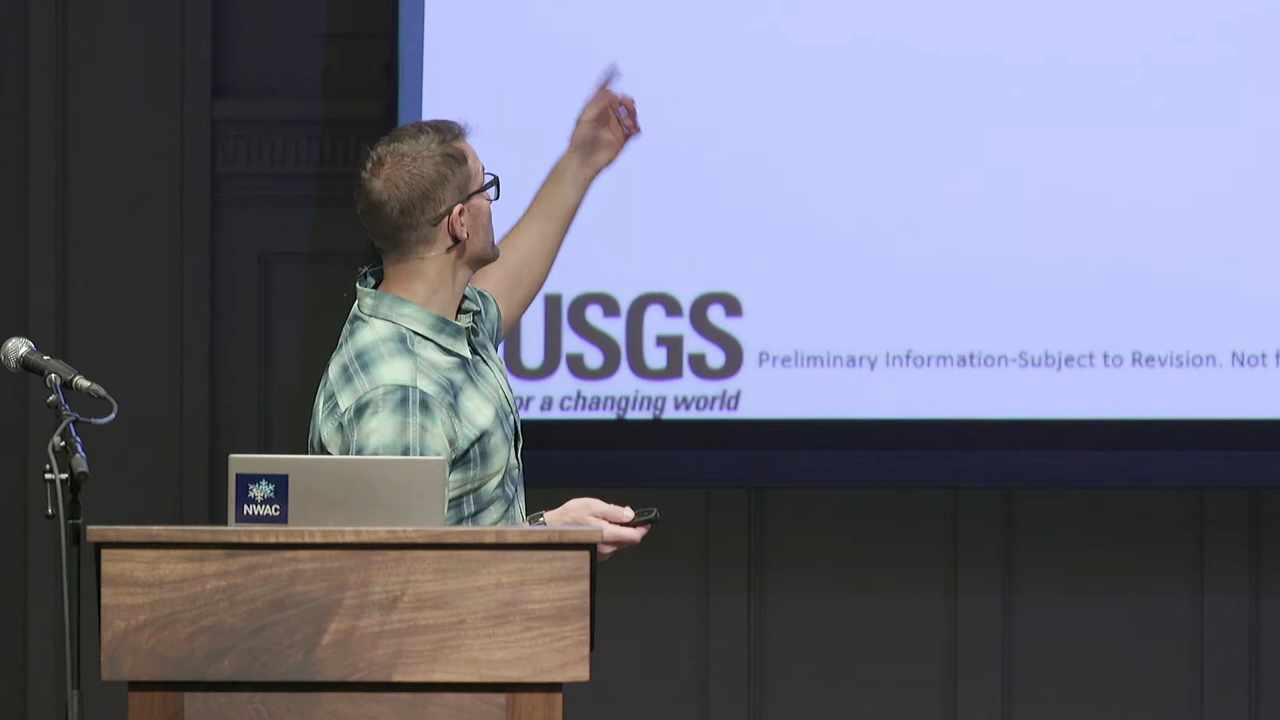 USGS
or a changing world
Preliminary Information-Subject to Revision. Not
NWAC